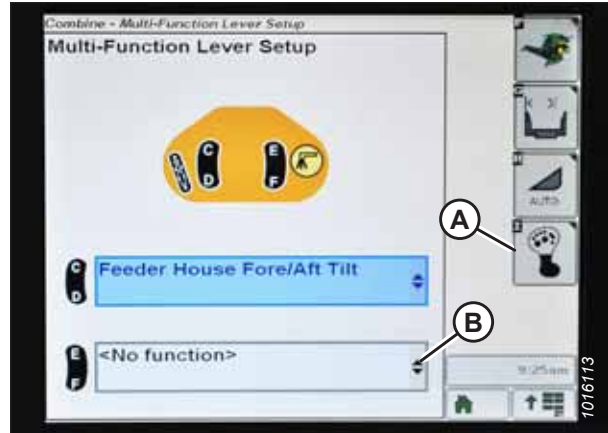 Combine - Multi-Function Lever Setup
Multi-Function Lever Setup
C
D
E
F
AUTO
A
C
D
Feeder House Fore/Aft Tilt
B
E
F
<No function>
9:25am
1016113